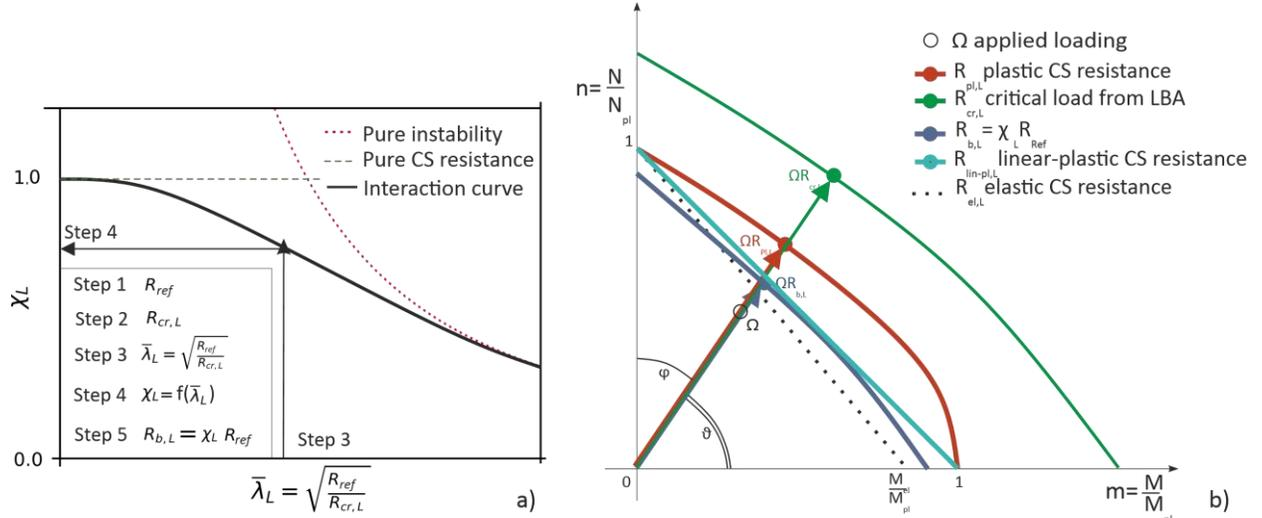 1.0
0.0
χL
Pure instability
Pure CS resistance
Interaction curve
Step 4
Step 1 Rref
Step 2 Rcr,L
Step 3 λ̅L = √(Rref/Rcr,L)
Step 4 χL=f(λ̅L)
Step 5 Rb,L = χL Rref
Step 3
λ̅L = √(Rref/Rcr,L)
a)
n=N/Npl
1
Ω applied loading
Rpl,L plastic CS resistance
Rcr,L critical load from LBA
Rb,L = χL RRef
Rlin-pl,L linear-plastic CS resistance
Rel,L elastic CS resistance
ΩRcr,L
ΩRpl,L
ΩRb,L
Ω
φ
ϑ
0
Mel/Mpl
1
m=M/M
b)